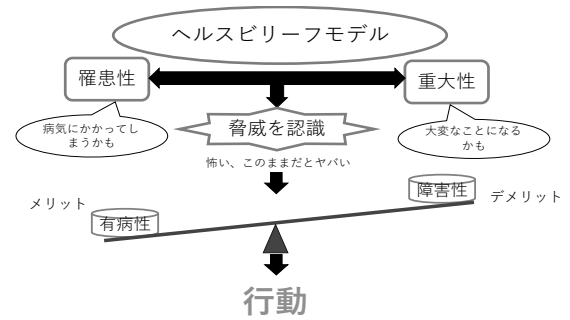 ヘルスビリーフモデル
罹患性
重大性
病気にかかってし
まうかも
脅威を認識
大変なことになる
かも
怖い、このままだとヤバい
メリット
有病性
障害性
デメリット
行動